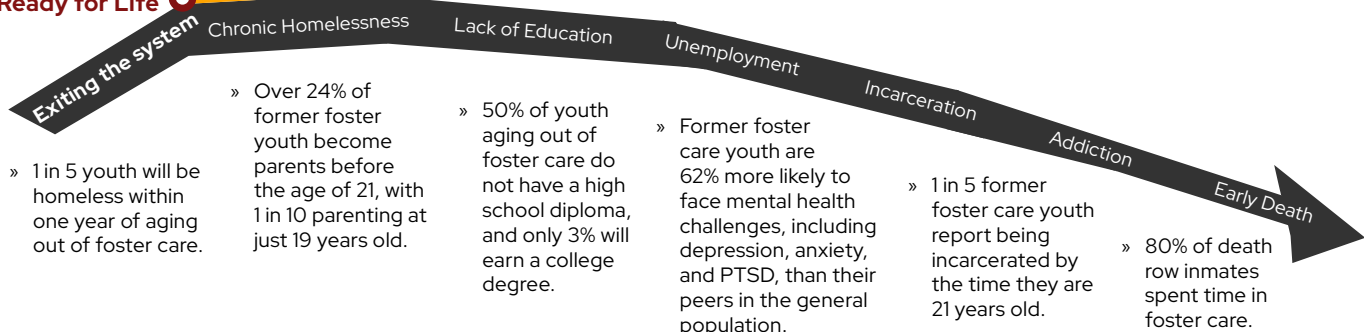 Ready for Life
Exiting the system
Chronic Homelessness
Lack of Education
Unemployment
Incarceration
Addiction
Early Death
» 1 in 5 youth will be
homeless within
one year of aging
out of foster care.
» Over 24% of
former foster
youth become
parents before
the age of 21, with
1 in 10 parenting at
just 19 years old.
» 50% of youth
aging out of
foster care do
not have a high
school diploma,
and only 3% will
earn a college
degree.
» Former foster
care youth are
62% more likely to
face mental health
challenges, including
depression, anxiety,
and PTSD, than their
peers in the general
population.
» 1 in 5 former
foster care youth
report being
incarcerated by
the time they are
21 years old.
» 80% of death
row inmates
spent time in
foster care.